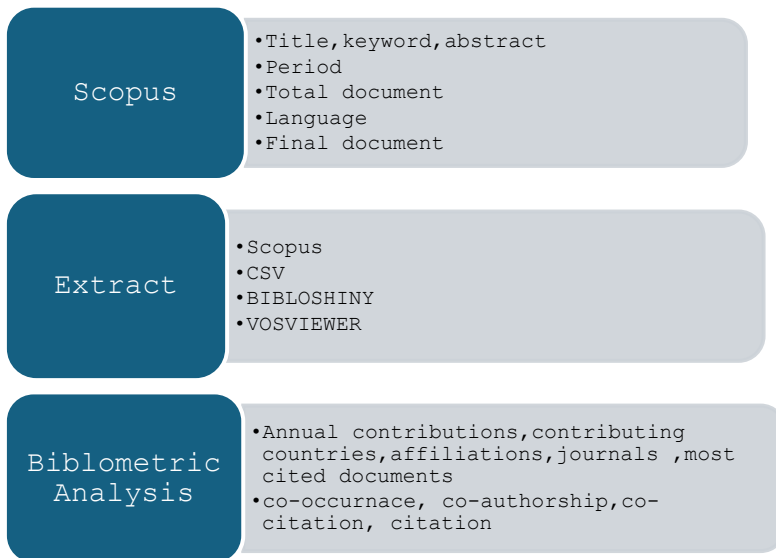 Scopus
•Title,keyword,abstract
•Period
•Total document
•Language
•Final document
Extract
•Scopus
•CSV
•BIBLOSHINY
•VOSVIEWER
Biblometric
Analysis
•Annual contributions,contributing
countries,affiliations,journals ,most
cited documents
•co-occurnace, co-authorship,co-
citation, citation